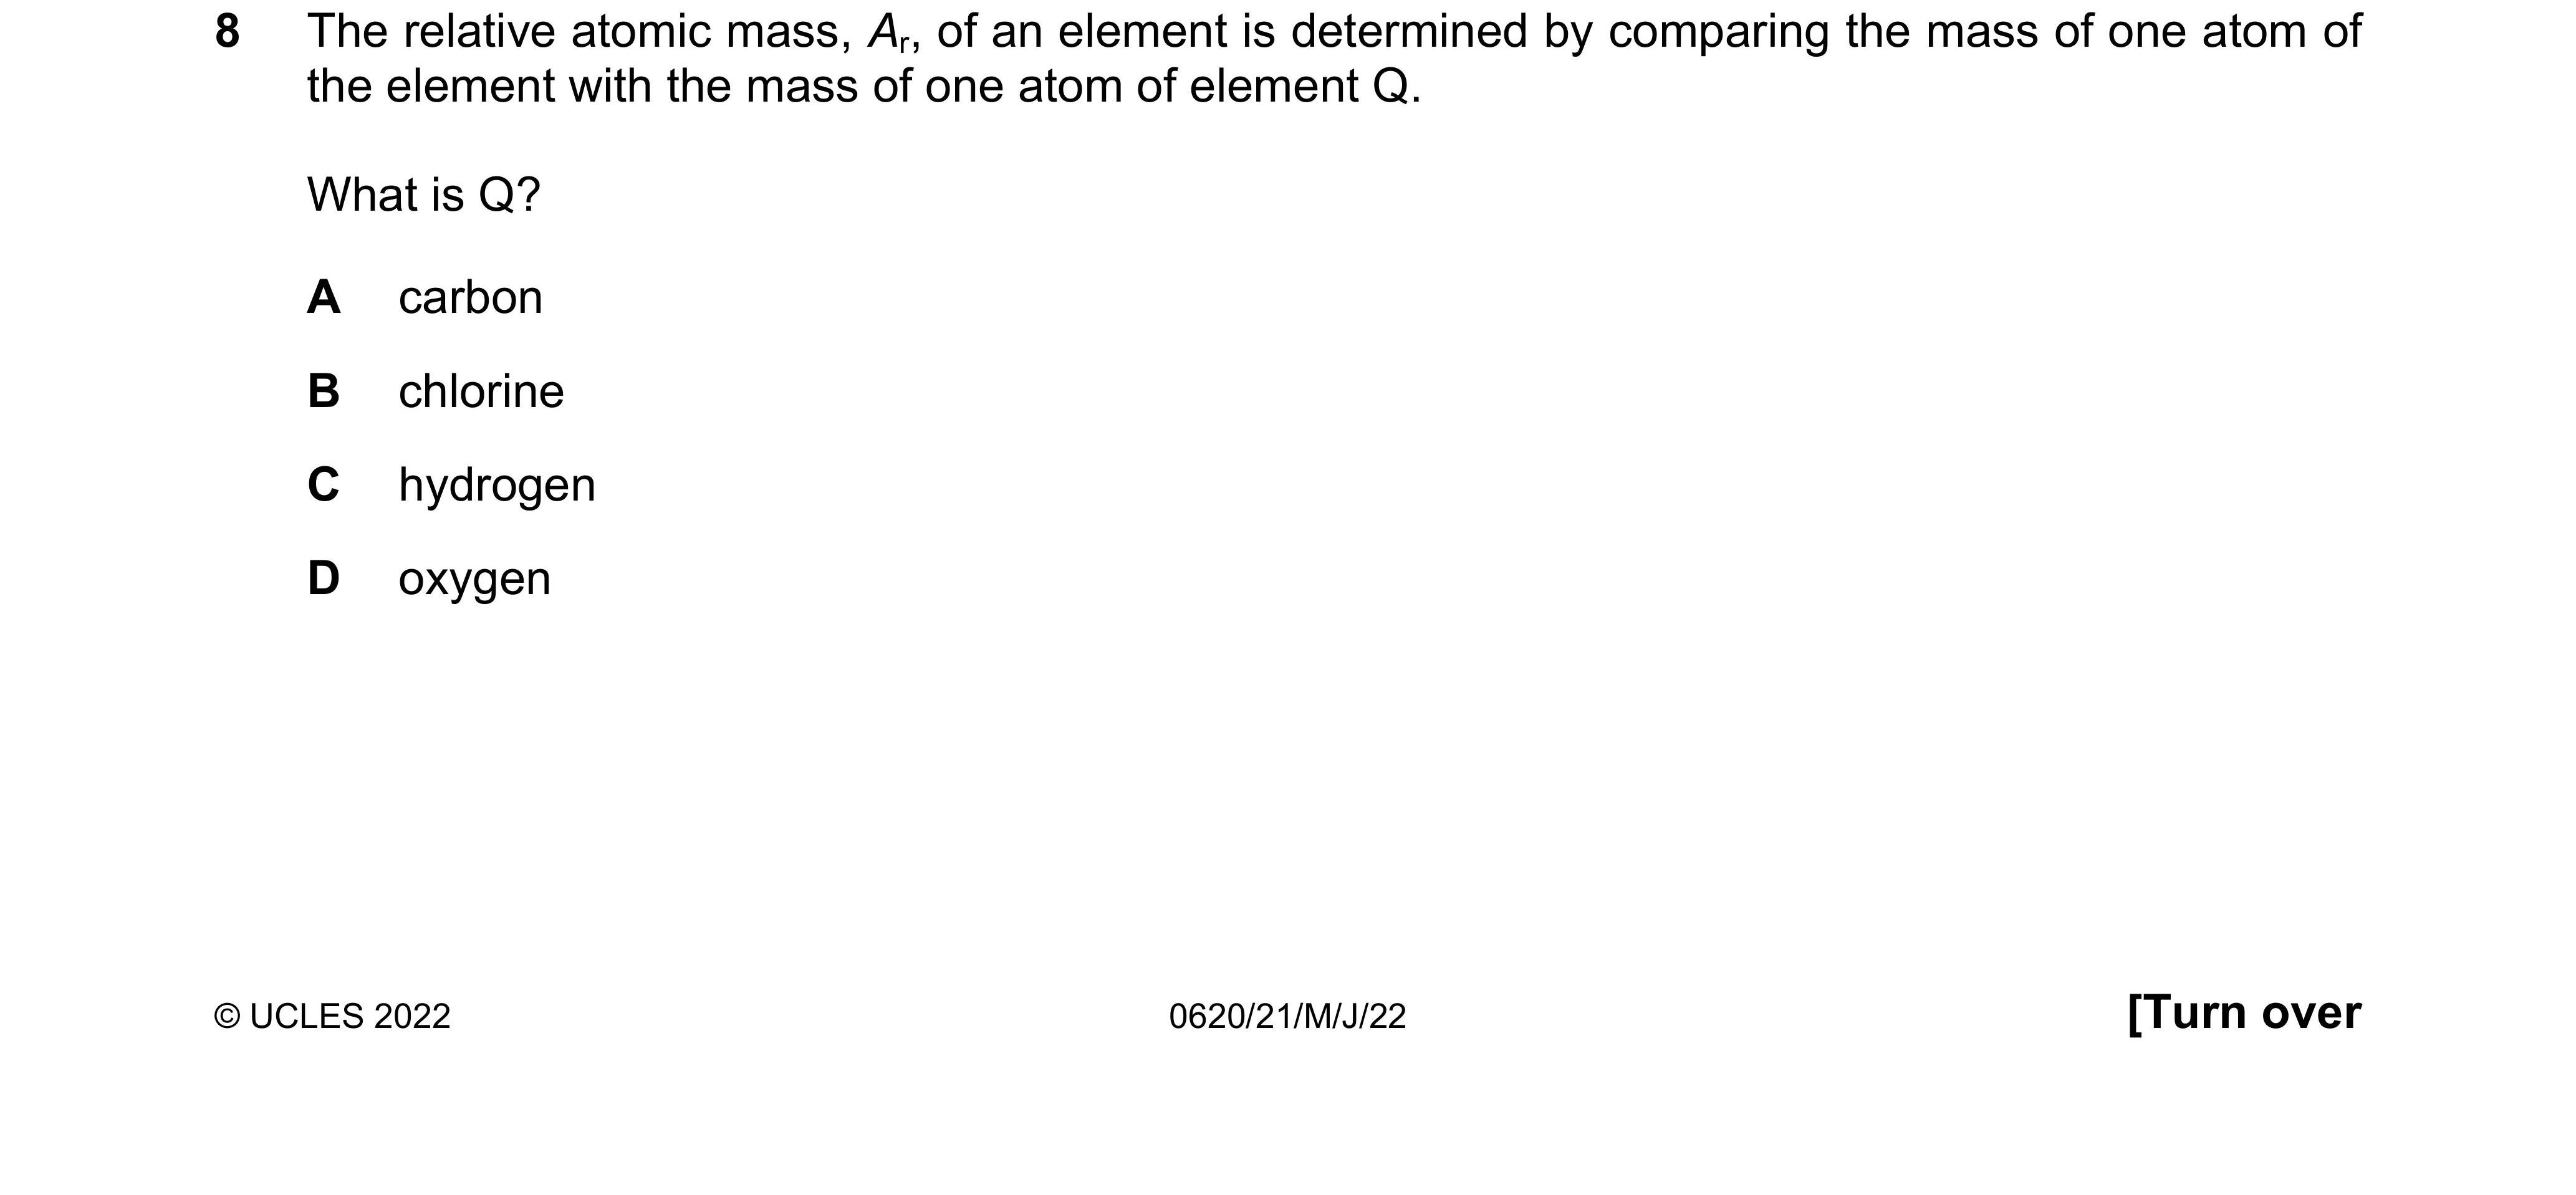 8 The relative atomic mass, Ar, of an element is determined by comparing the mass of one atom of
the element with the mass of one atom of element Q.
What is Q?
A carbon
B chlorine
C hydrogen
D oxygen
© UCLES 2022 0620/21/M/J/22 [Turn over